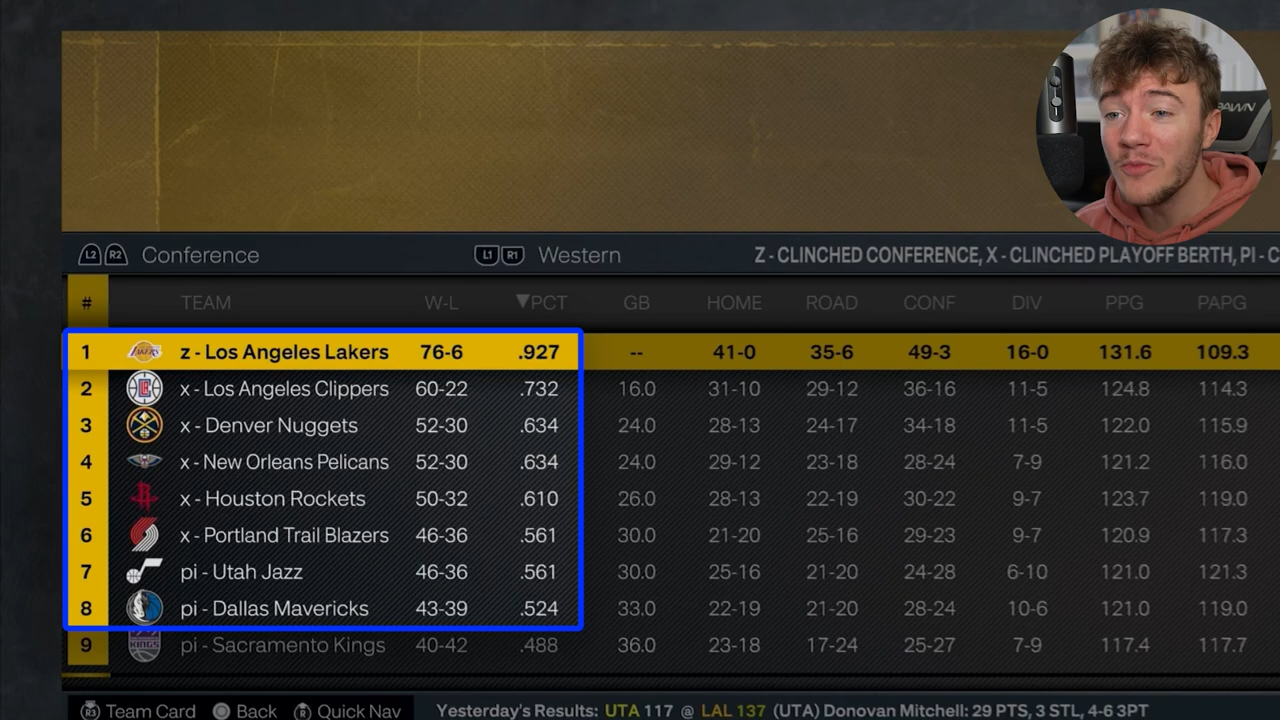 PAWN
L2 R2 Conference L1 R1 Western Z - CLINCHED CONFERENCE, X - CLINCHED PLAYOFF BERTH, PI - C
# TEAM W-L ▼PCT GB HOME ROAD CONF DIV PPG PAPG
1 LAKERS z - Los Angeles Lakers 76-6 .927 -- 41-0 35-6 49-3 16-0 131.6 109.3
2 x - Los Angeles Clippers 60-22 .732 16.0 31-10 29-12 36-16 11-5 124.8 114.3
3 x - Denver Nuggets 52-30 .634 24.0 28-13 24-17 34-18 11-5 122.0 115.9
4 x - New Orleans Pelicans 52-30 .634 24.0 29-12 23-18 28-24 7-9 121.2 116.0
5 x - Houston Rockets 50-32 .610 26.0 28-13 22-19 30-22 9-7 123.7 119.0
6 x - Portland Trail Blazers 46-36 .561 30.0 21-20 25-16 29-23 9-7 120.9 117.3
7 pi - Utah Jazz 46-36 .561 30.0 25-16 21-20 24-28 6-10 121.0 121.3
8 pi - Dallas Mavericks 43-39 .524 33.0 22-19 21-20 28-24 10-6 121.0 119.0
9 KINGS pi - Sacramento Kings 40-42 .488 36.0 23-18 17-24 25-27 7-9 117.4 117.7
R3 Team Card Back R Quick Nav Yesterday's Results: UTA 117 @ LAL 137 (UTA) Donovan Mitchell: 29 PTS, 3 STL, 4-6 3PT